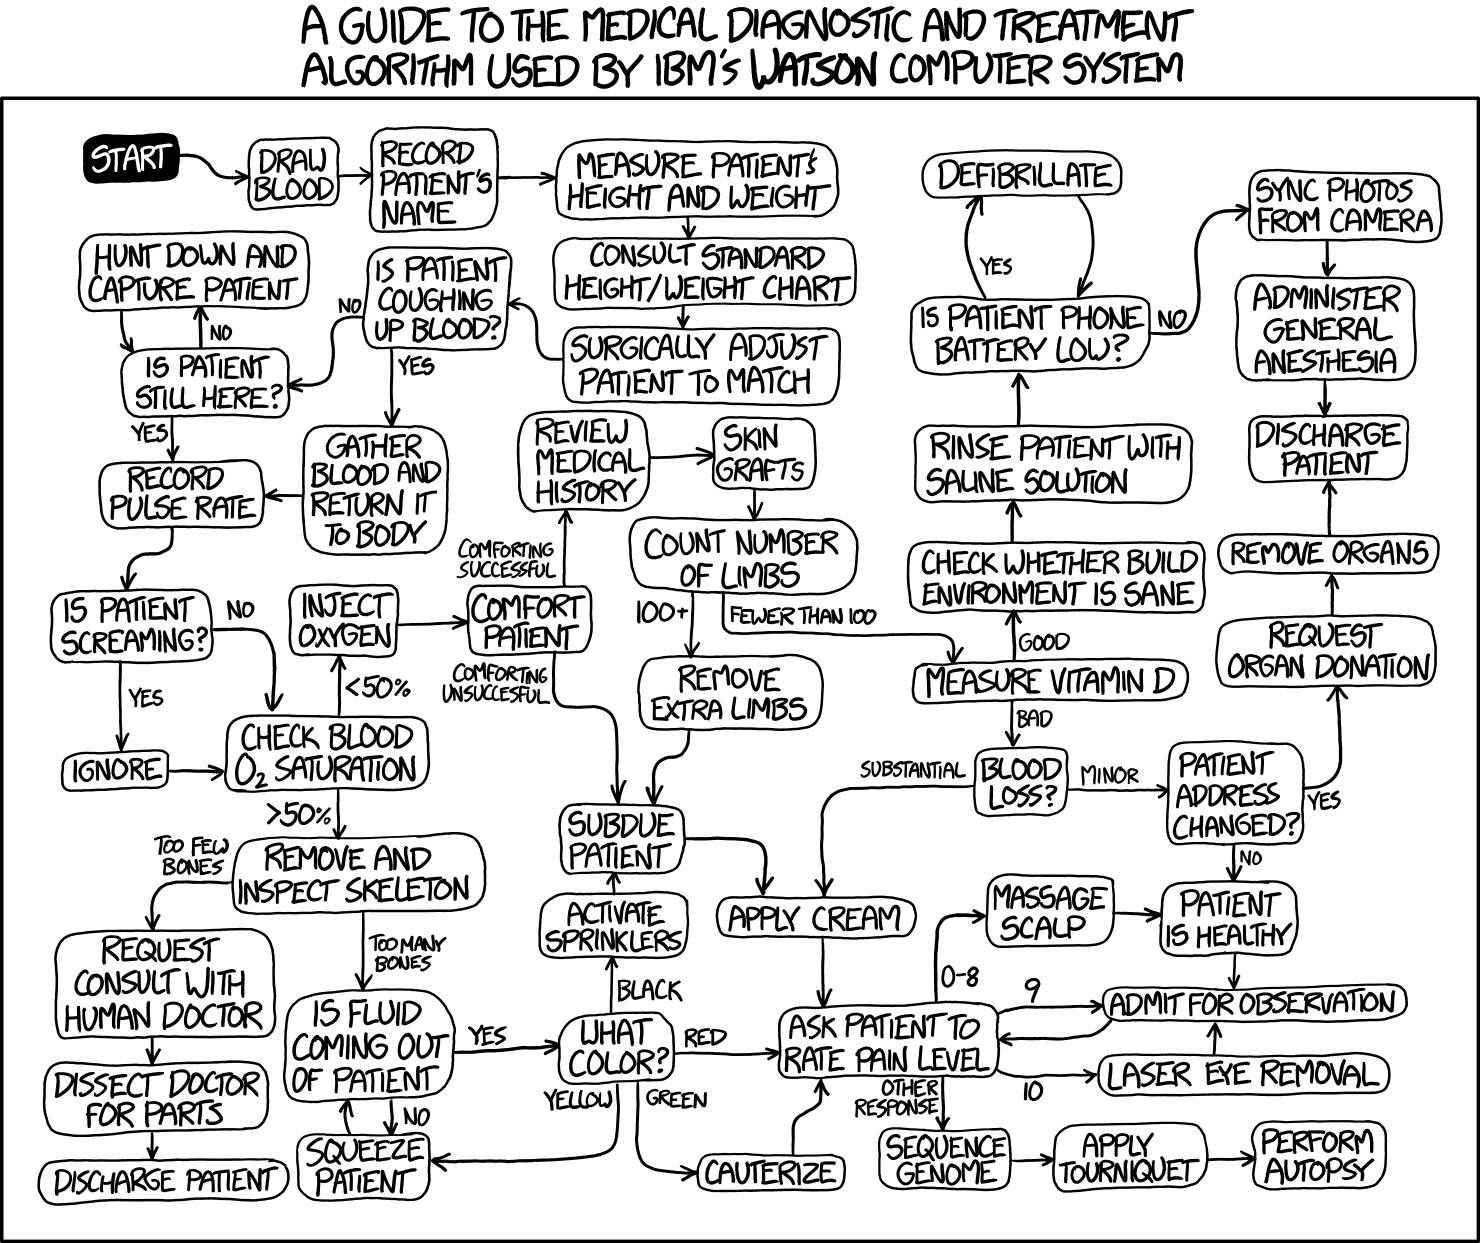 A GUIDE TO THE MEDICAL DIAGNOSTIC AND TREATMENT
ALGORITHM USED BY IBM'S WATSON COMPUTER SYSTEM
START
DRAW
BLOOD
RECORD
PATIENT'S
NAME
MEASURE PATIENT'S
HEIGHT AND WEIGHT
CONSULT STANDARD
HEIGHT/WEIGHT CHART
SURGICALLY ADJUST
PATIENT TO MATCH
IS PATIENT
COUGHING
UP BLOOD?
NO
YES
HUNT DOWN AND
CAPTURE PATIENT
NO
IS PATIENT
STILL HERE?
YES
GATHER
BLOOD AND
RETURN IT
TO BODY
RECORD
PULSE RATE
IS PATIENT
SCREAMING?
NO
YES
IGNORE
CHECK BLOOD
O2 SATURATION
<50%
INJECT
OXYGEN
>50%
COMFORT
PATIENT
COMFORTING
SUCCESSFUL
COMFORTING
UNSUCCESFUL
REVIEW
MEDICAL
HISTORY
SKIN
GRAFTS
COUNT NUMBER
OF LIMBS
100+
FEWER THAN 100
REMOVE
EXTRA LIMBS
SUBDUE
PATIENT
REMOVE AND
INSPECT SKELETON
TOO FEW
BONES
TOO MANY
BONES
REQUEST
CONSULT WITH
HUMAN DOCTOR
DISSECT DOCTOR
FOR PARTS
DISCHARGE PATIENT
IS FLUID
COMING OUT
OF PATIENT
YES
NO
SQUEEZE
PATIENT
WHAT
COLOR?
BLACK
RED
YELLOW
GREEN
ACTIVATE
SPRINKLERS
CAUTERIZE
APPLY CREAM
ASK PATIENT TO
RATE PAIN LEVEL
0-8
9
10
OTHER
RESPONSE
MASSAGE
SCALP
PATIENT
IS HEALTHY
ADMIT FOR OBSERVATION
LASER EYE REMOVAL
SEQUENCE
GENOME
APPLY
TOURNIQUET
PERFORM
AUTOPSY
MEASURE VITAMIN D
GOOD
BAD
BLOOD
LOSS?
SUBSTANTIAL
MINOR
PATIENT
ADDRESS
CHANGED?
YES
NO
CHECK WHETHER BUILD
ENVIRONMENT IS SANE
RINSE PATIENT WITH
SALINE SOLUTION
IS PATIENT PHONE
BATTERY LOW?
YES
NO
DEFIBRILLATE
SYNC PHOTOS
FROM CAMERA
ADMINISTER
GENERAL
ANESTHESIA
DISCHARGE
PATIENT
REMOVE ORGANS
REQUEST
ORGAN DONATION